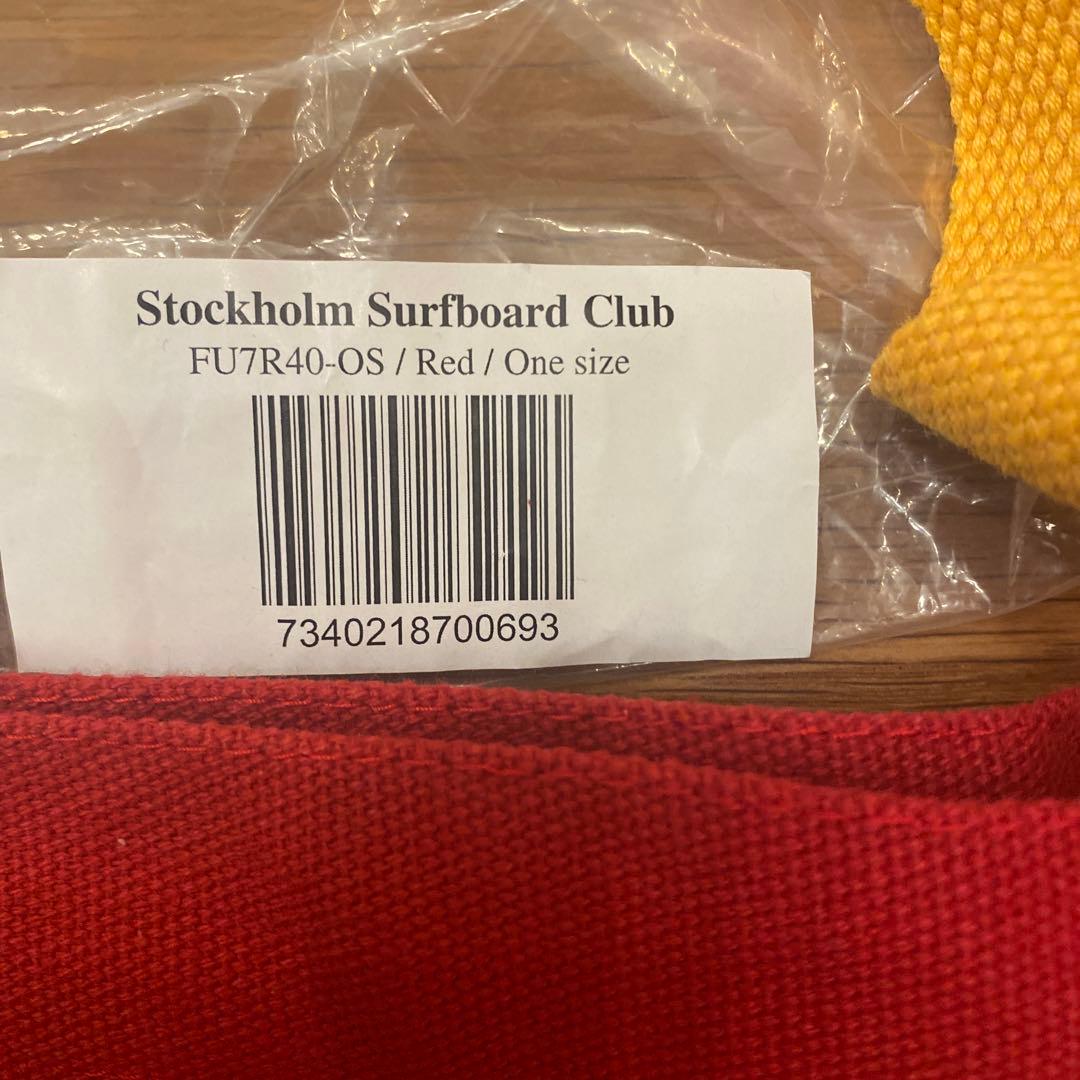 Stockholm Surfboard Club
FU7R40-OS / Red / One size
7340218700693